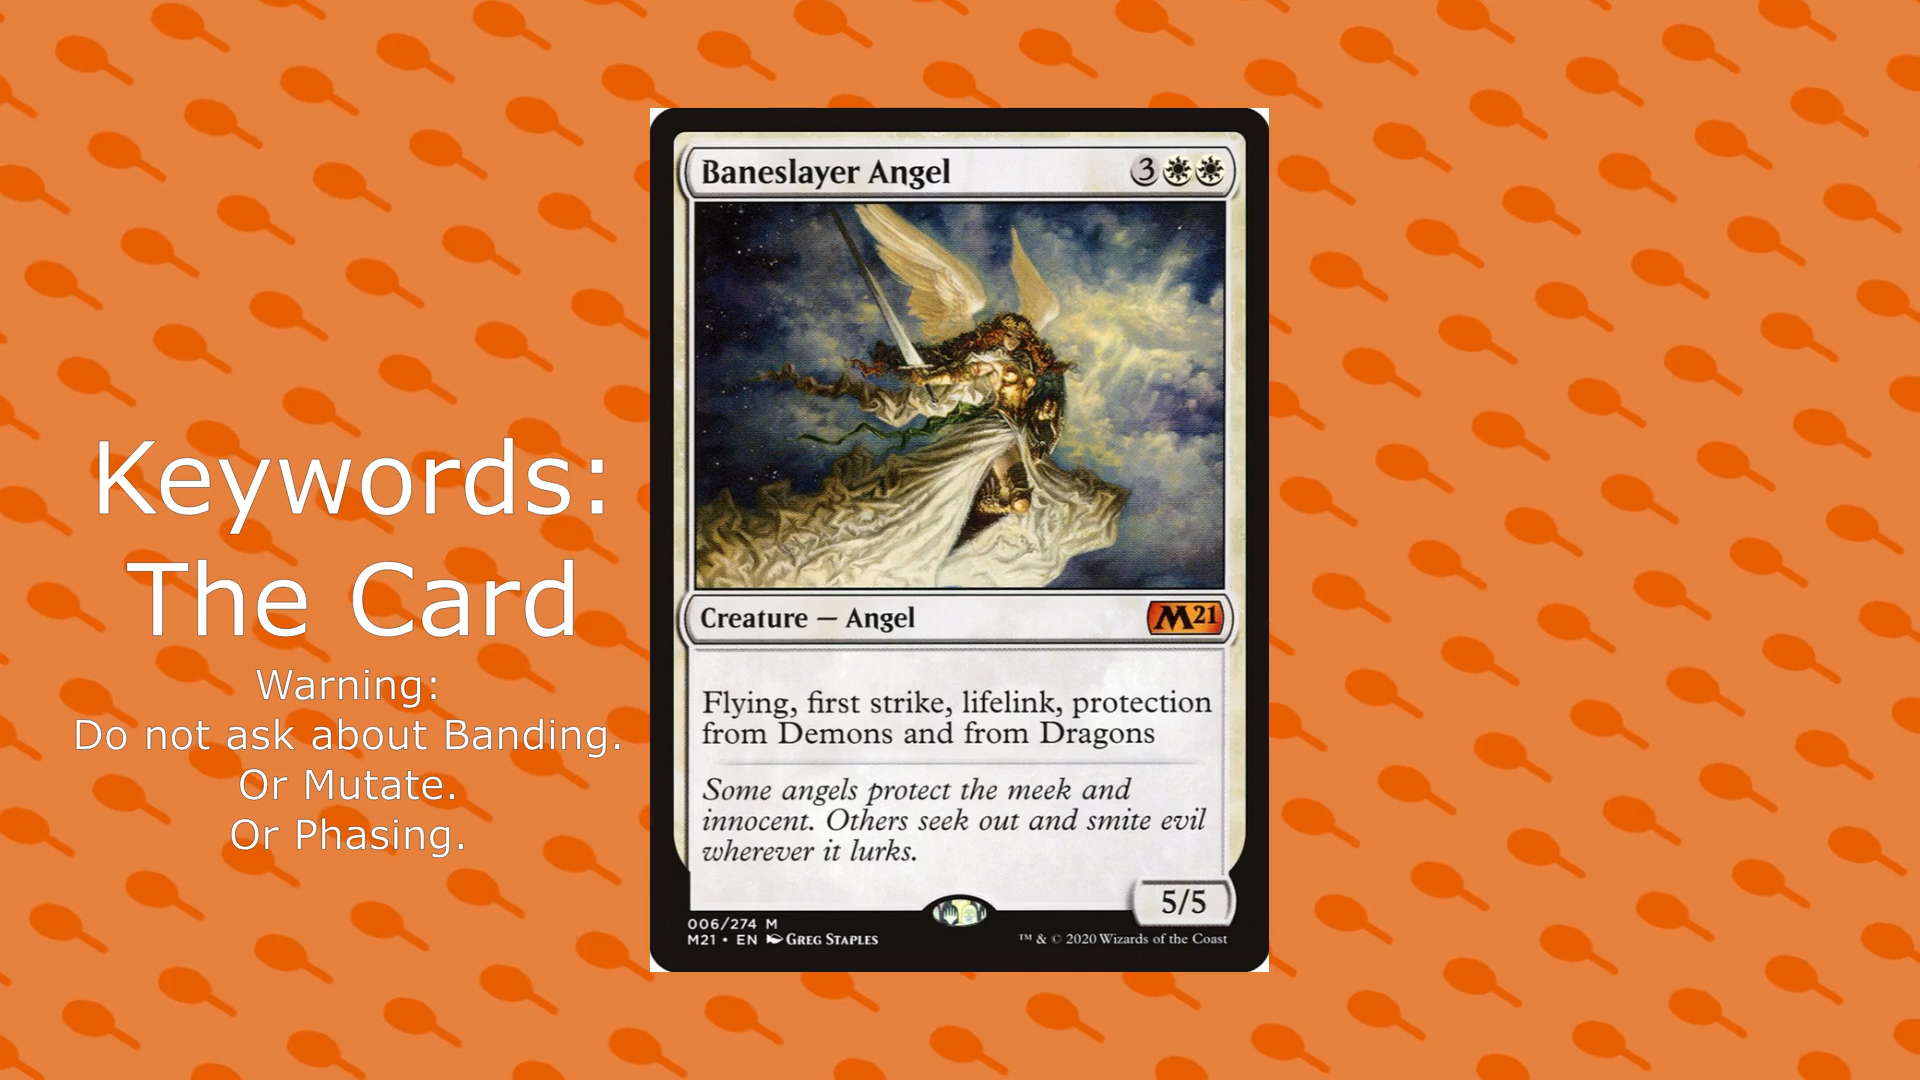 Keywords:
The Card
Warning:
Do not ask about Banding.
Or Mutate.
Or Phasing.
Baneslayer Angel 3
Creature — Angel M21
Flying, first strike, lifelink, protection
from Demons and from Dragons
Some angels protect the meek and
innocent. Others seek out and smite evil
wherever it lurks.
5/5
006/274 M
M21 • EN GREG STAPLES ™ & © 2020 Wizards of the Coast